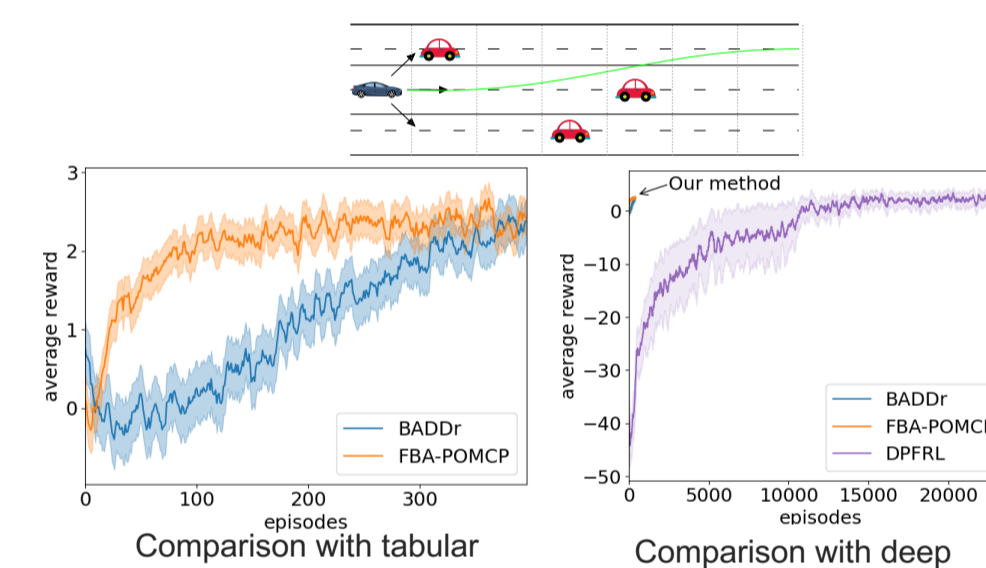 3
2
1
0
average reward
0
100
200
300
episodes
BADDr
FBA-POMCP
Comparison with tabular
Our method
0
−10
−20
−30
−40
−50
average reward
0
5000
10000
15000
20000
episodes
BADDr
FBA-POMC
DPFRL
Comparison with deep